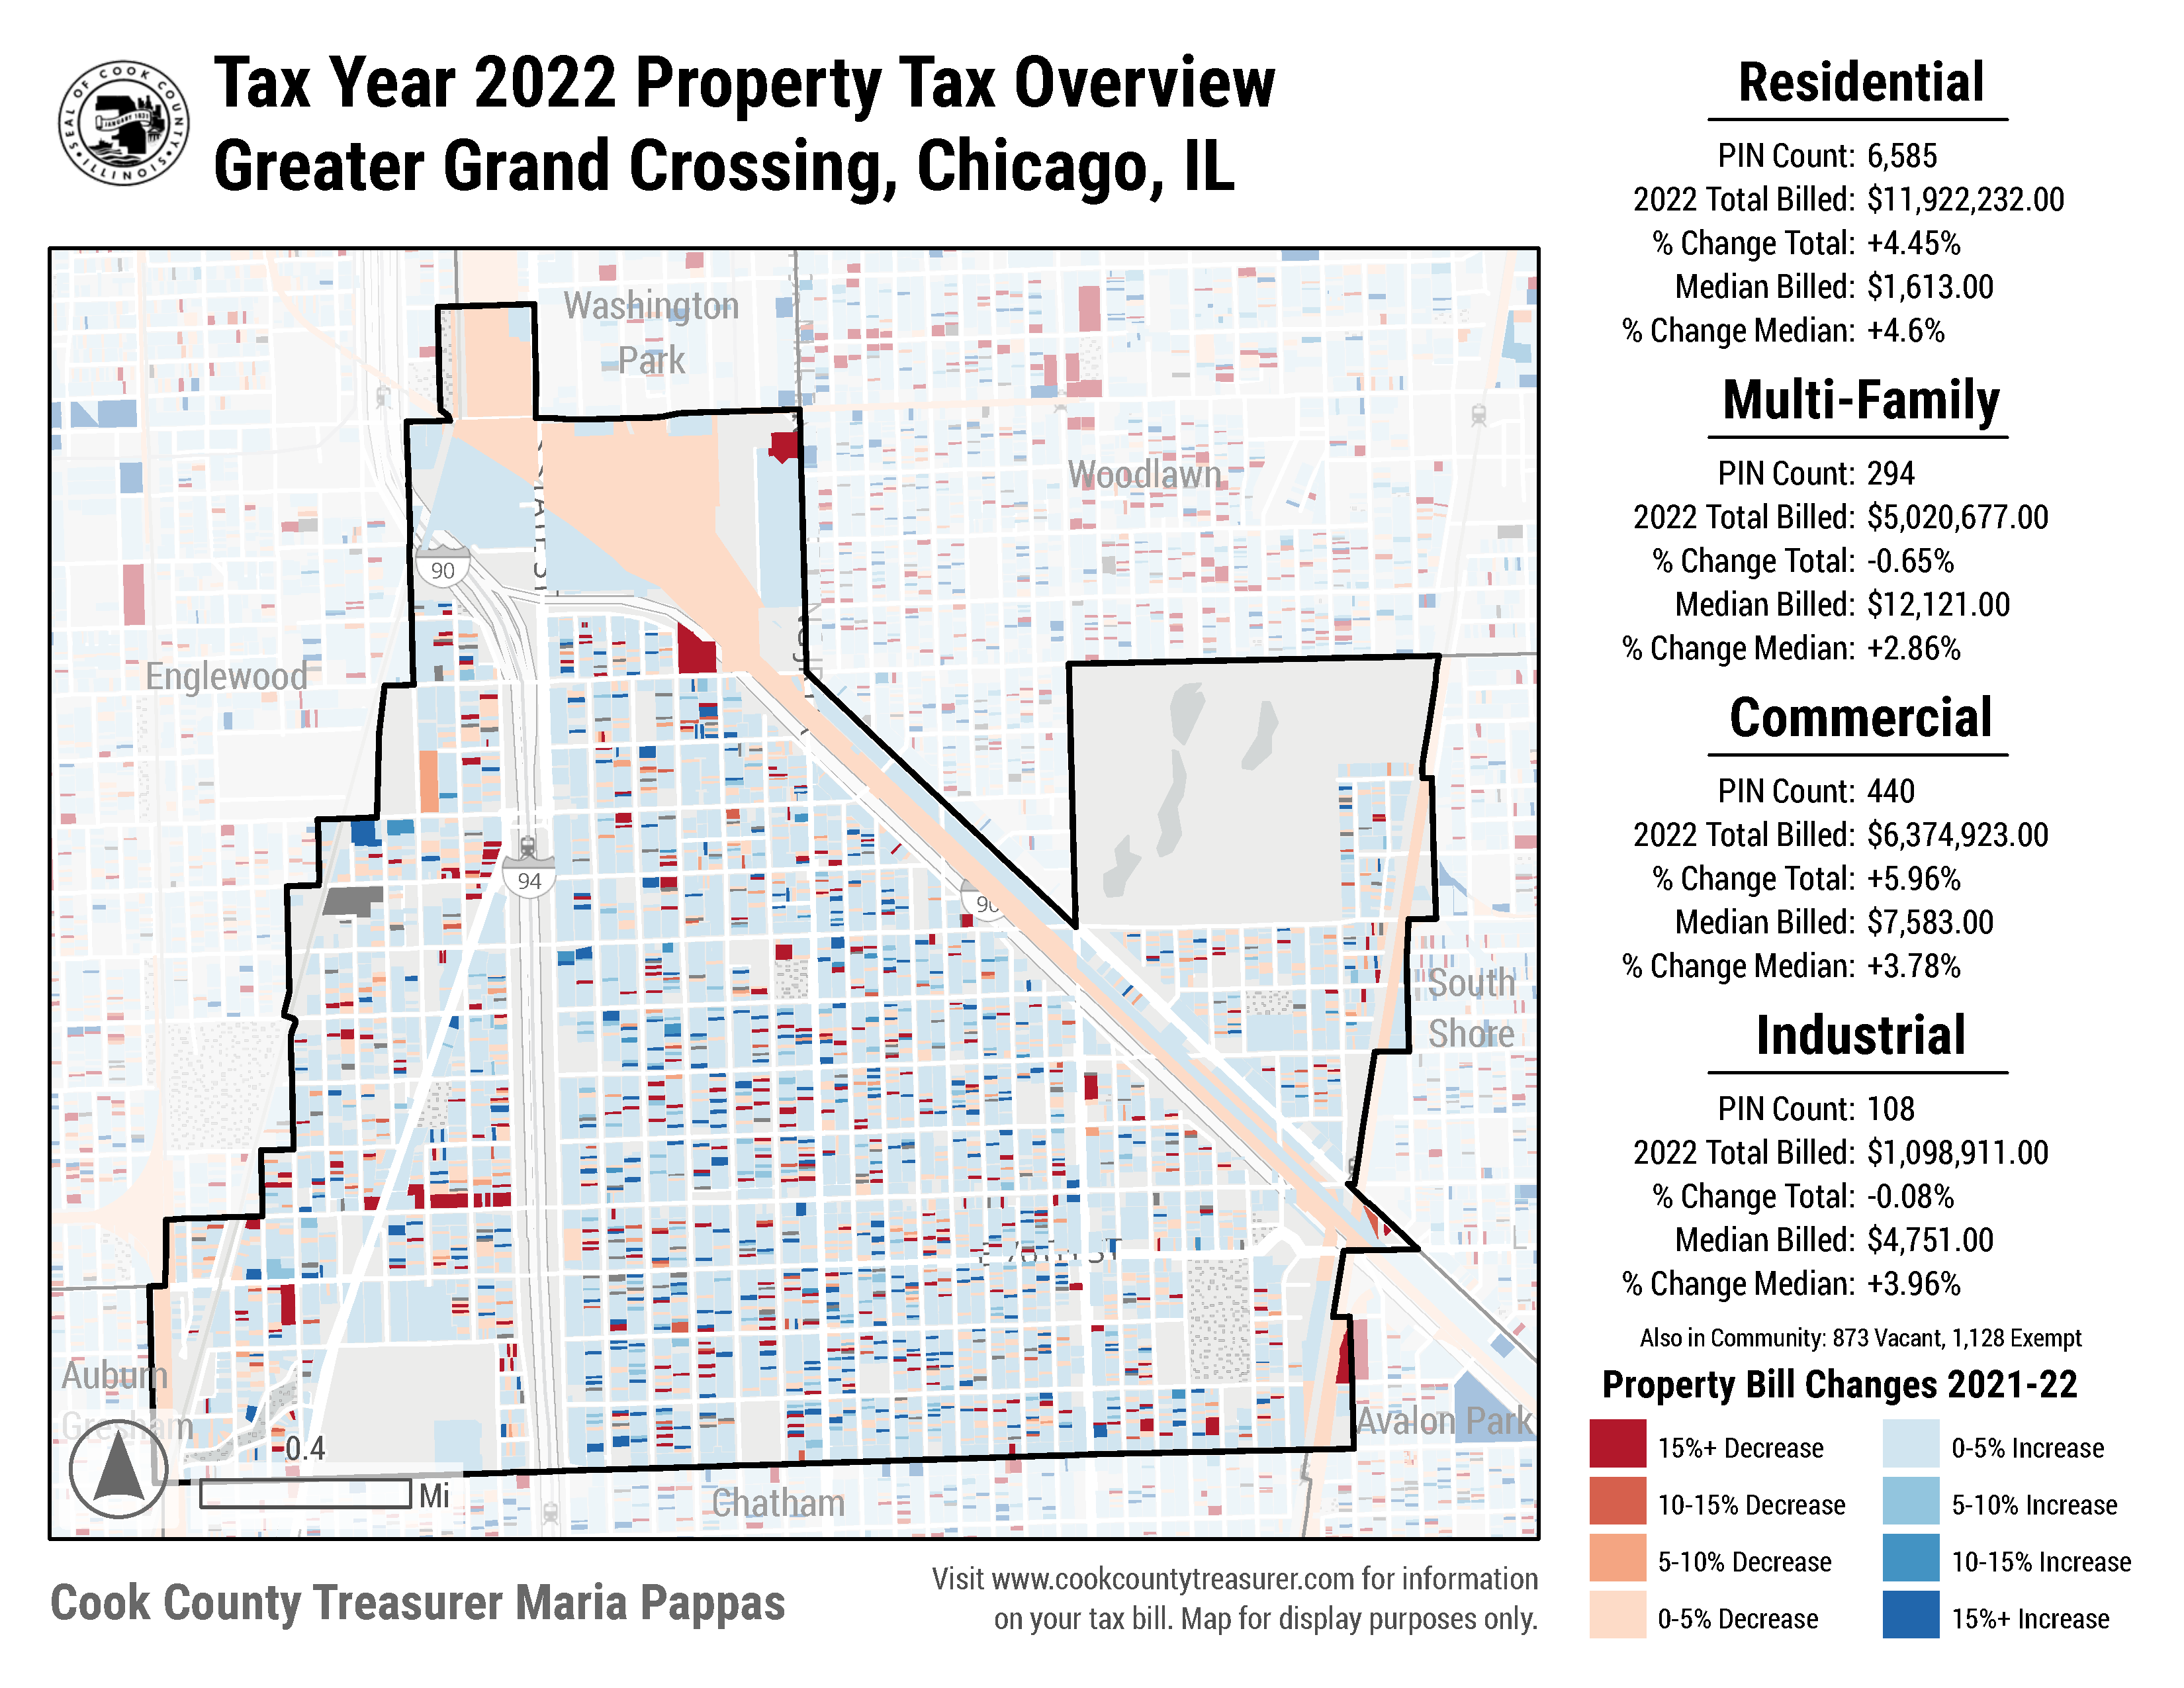 SEAL OF COOK COUNTY
ILLINOIS
JANUARY 1831
Tax Year 2022 Property Tax Overview
Greater Grand Crossing, Chicago, IL
Washington
Park
Woodlawn
Englewood
90
94
90
South
Shore
Auburn
Gresham
Avalon Park
Chatham
0.4
Mi
Cook County Treasurer Maria Pappas
Visit www.cookcountytreasurer.com for information
on your tax bill. Map for display purposes only.
Residential
PIN Count: 6,585
2022 Total Billed: $11,922,232.00
% Change Total: +4.45%
Median Billed: $1,613.00
% Change Median: +4.6%
Multi-Family
PIN Count: 294
2022 Total Billed: $5,020,677.00
% Change Total: -0.65%
Median Billed: $12,121.00
% Change Median: +2.86%
Commercial
PIN Count: 440
2022 Total Billed: $6,374,923.00
% Change Total: +5.96%
Median Billed: $7,583.00
% Change Median: +3.78%
Industrial
PIN Count: 108
2022 Total Billed: $1,098,911.00
% Change Total: -0.08%
Median Billed: $4,751.00
% Change Median: +3.96%
Also in Community: 873 Vacant, 1,128 Exempt
Property Bill Changes 2021-22
15%+ Decrease
10-15% Decrease
5-10% Decrease
0-5% Decrease
0-5% Increase
5-10% Increase
10-15% Increase
15%+ Increase